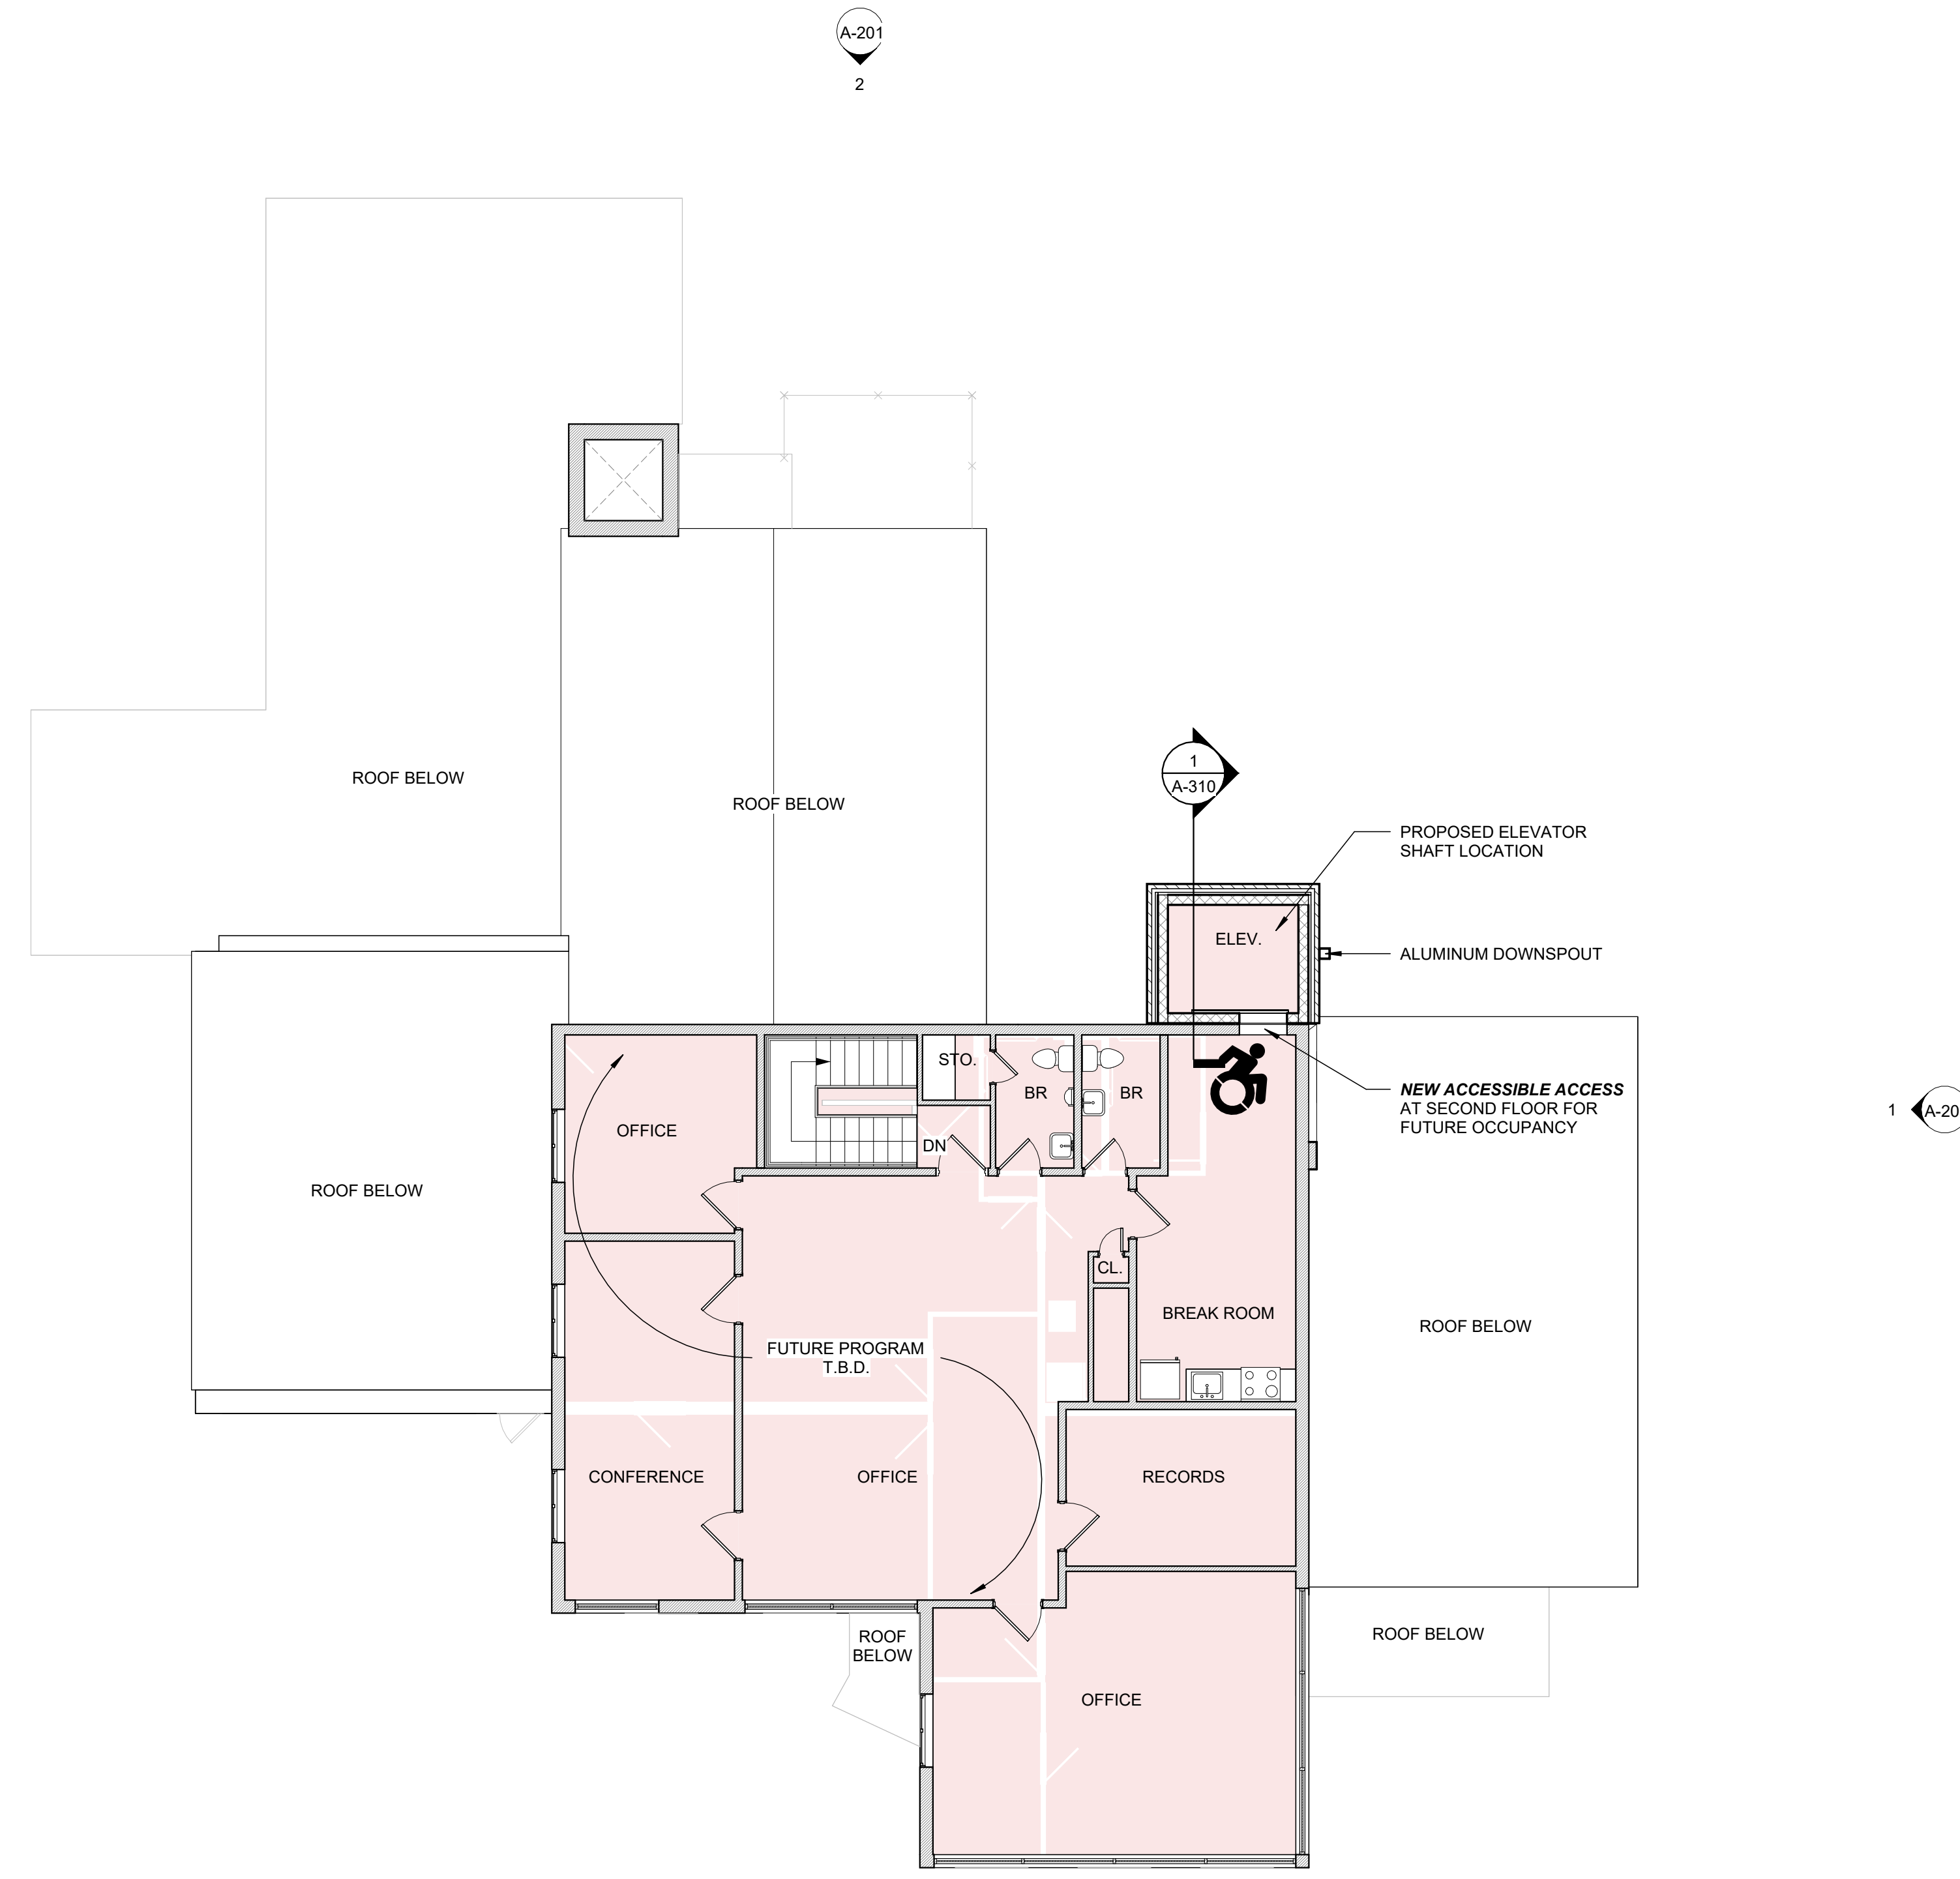 A-201
2
ROOF BELOW
ROOF BELOW
1
A-310
PROPOSED ELEVATOR
SHAFT LOCATION
ELEV.
ALUMINUM DOWNSPOUT
STO.
BR
BR
NEW ACCESSIBLE ACCESS
AT SECOND FLOOR FOR
FUTURE OCCUPANCY
1
A-20
OFFICE
DN
ROOF BELOW
CL.
BREAK ROOM
ROOF BELOW
FUTURE PROGRAM
T.B.D.
CONFERENCE
OFFICE
RECORDS
ROOF
BELOW
ROOF BELOW
OFFICE